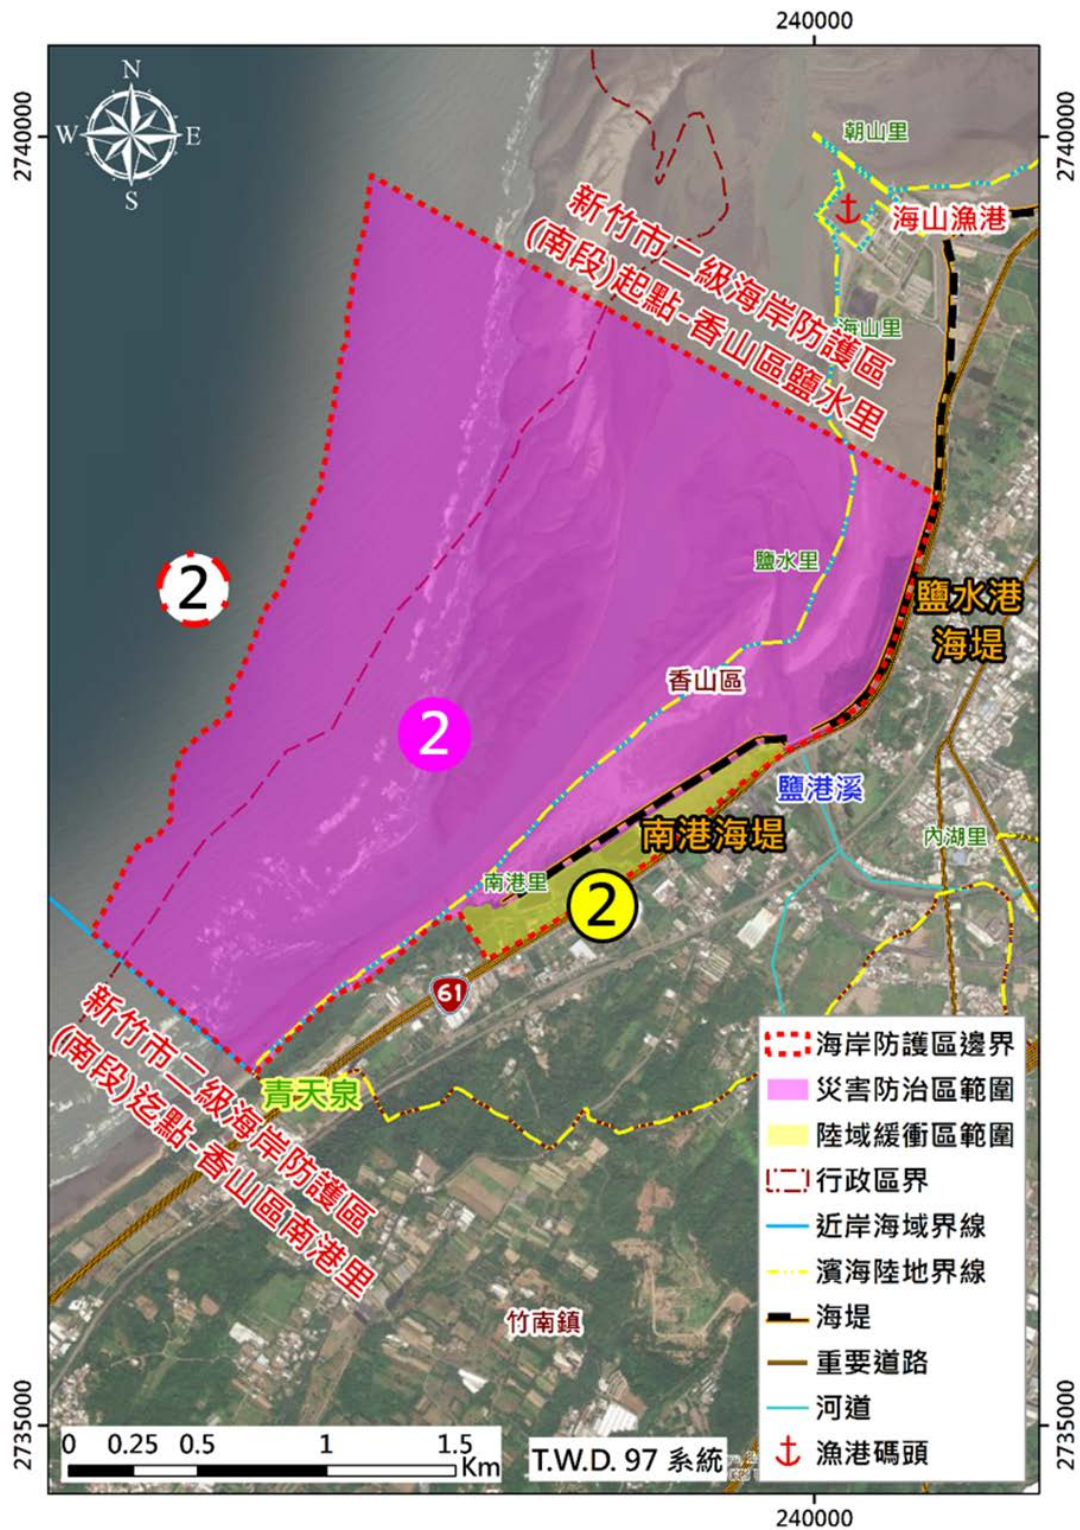 240000
2740000
2740000
N
W
E
S
朝山里
海山漁港
新竹市二級海岸防護區
(南段)起點-香山區鹽水里
海山里
鹽水里
2
鹽水港
海堤
香山區
2
鹽港溪
南港海堤
內湖里
南港里
2
61
新竹市二級海岸防護區
(南段)迄點-香山區南港里
青天泉
竹南鎮
海岸防護區邊界
災害防治區範圍
陸域緩衝區範圍
行政區界
近岸海域界線
濱海陸地界線
海堤
重要道路
河道
漁港碼頭
2735000
2735000
0 0.25 0.5 1 1.5
Km
T.W.D. 97 系統
240000